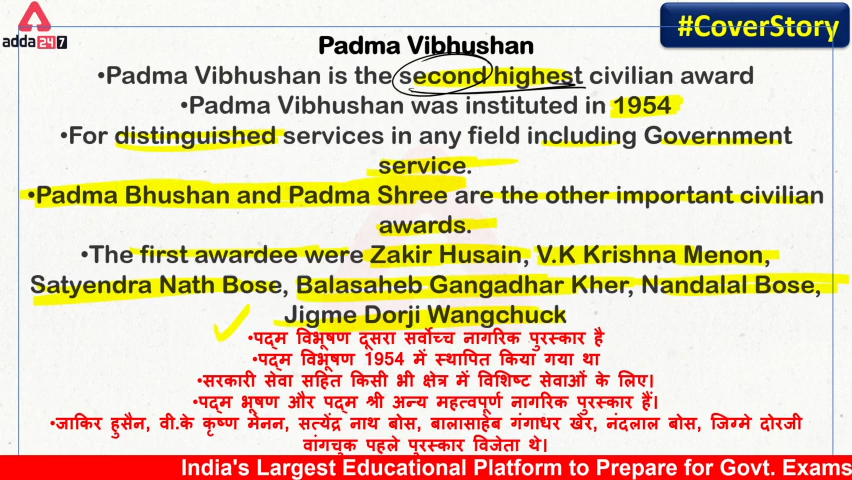 adda 24 7
#CoverStory
Padma Vibhushan
•Padma Vibhushan is the second highest civilian award
•Padma Vibhushan was instituted in 1954
•For distinguished services in any field including Government
service.
•Padma Bhushan and Padma Shree are the other important civilian
awards.
•The first awardee were Zakir Husain, V.K Krishna Menon,
Satyendra Nath Bose, Balasaheb Gangadhar Kher, Nandalal Bose,
Jigme Dorji Wangchuck
•पद्म विभूषण दूसरा सर्वोच्च नागरिक पुरस्कार है
•पद्म विभूषण 1954 में स्थापित किया गया था
•सरकारी सेवा सहित किसी भी क्षेत्र में विशिष्ट सेवाओं के लिए।
•पद्म भूषण और पद्म श्री अन्य महत्वपूर्ण नागरिक पुरस्कार हैं।
•जाकिर हुसैन, वी.के कृष्ण मेनन, सत्येंद्र नाथ बोस, बालासाहेब गंगाधर खेर, नंदलाल बोस, जिग्मे दोरजी
वांगचुक पहले पुरस्कार विजेता थे।
India's Largest Educational Platform to Prepare for Govt. Exams